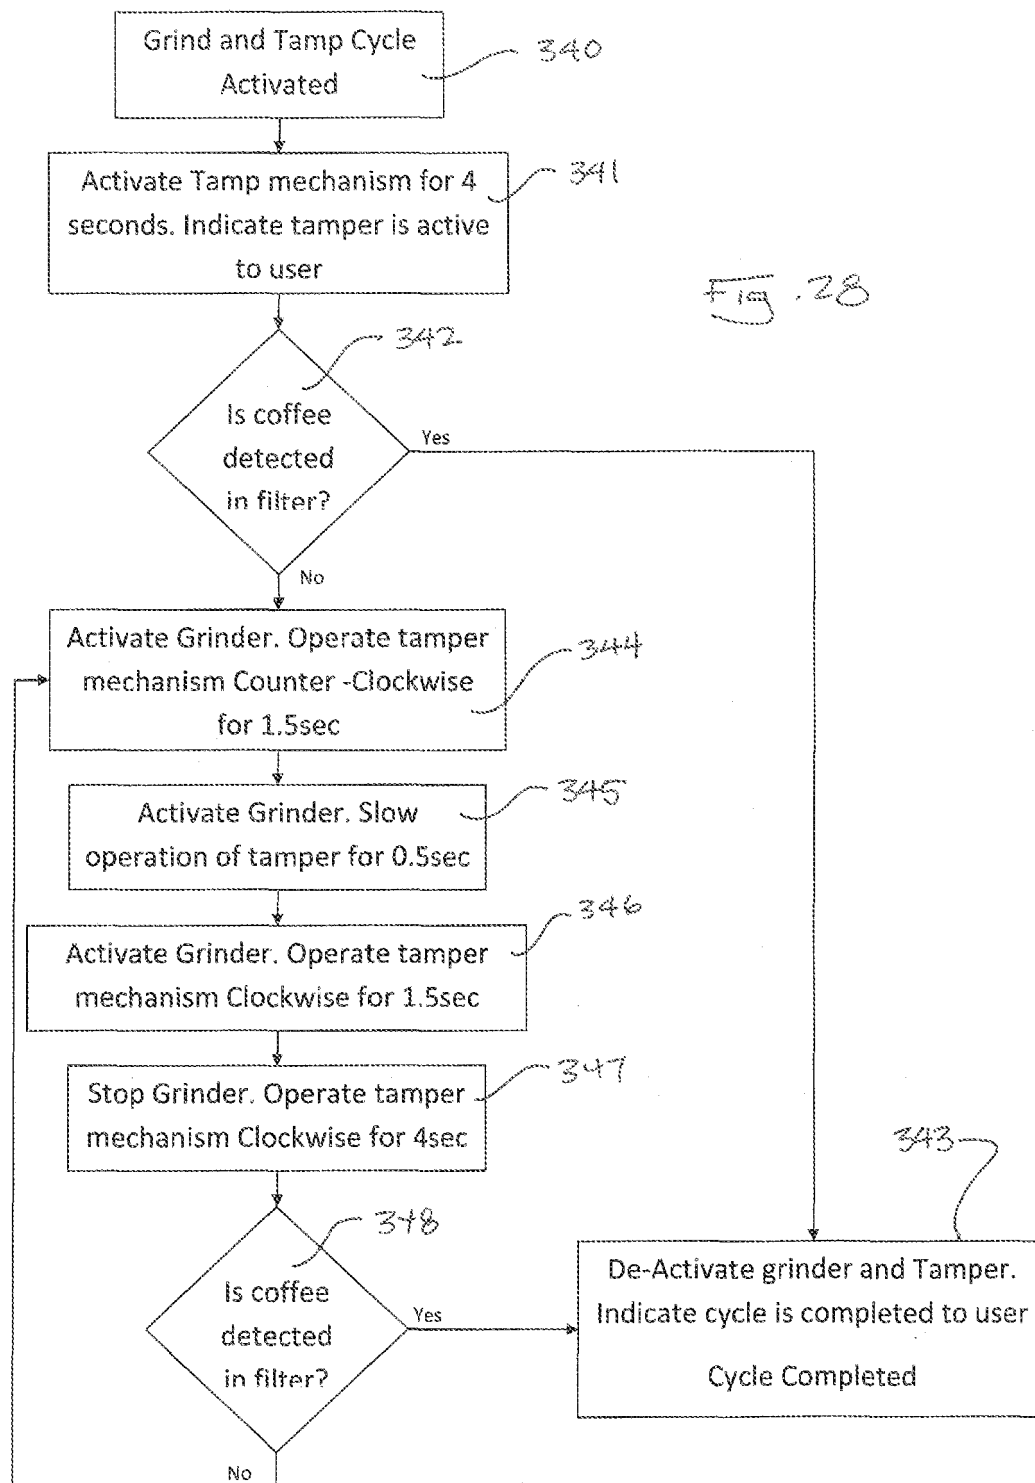 Grind and Tamp Cycle
Activated
340
Activate Tamp mechanism for 4
seconds. Indicate tamper is active
to user
341
Fig. 28
342
Is coffee
detected
in filter?
Yes
No
Activate Grinder. Operate tamper
mechanism Counter -Clockwise
for 1.5sec
344
Activate Grinder. Slow
operation of tamper for 0.5sec
345
Activate Grinder. Operate tamper
mechanism Clockwise for 1.5sec
346
Stop Grinder. Operate tamper
mechanism Clockwise for 4sec
347
348
Is coffee
detected
in filter?
Yes
No
343
De-Activate grinder and Tamper.
Indicate cycle is completed to user
Cycle Completed